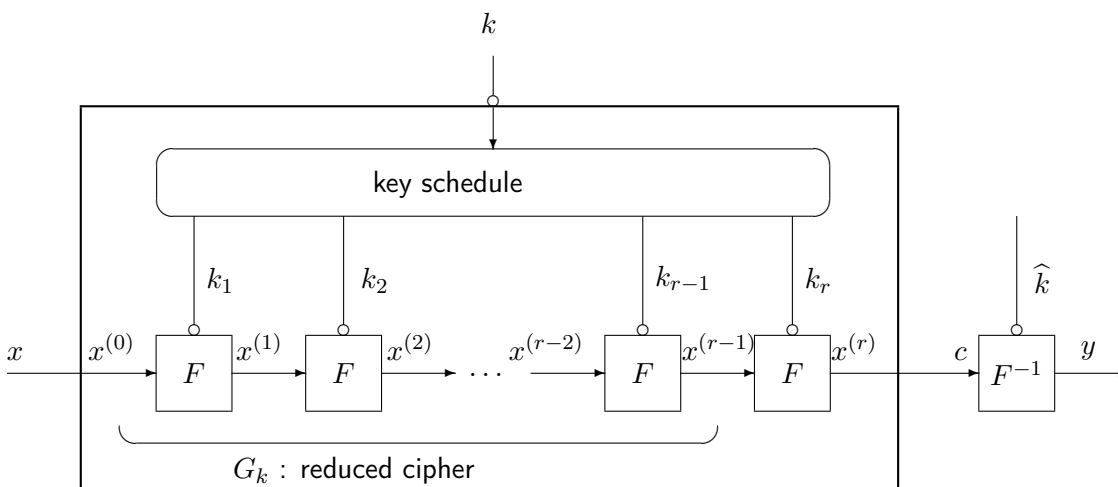 k
key schedule
k_1 k_2 k_{r-1} k_r \widehat{k}
x x^{(0)} x^{(1)} x^{(2)} x^{(r-2)} x^{(r-1)} x^{(r)} c y
F F ··· F F F^{-1}
G_k : reduced cipher